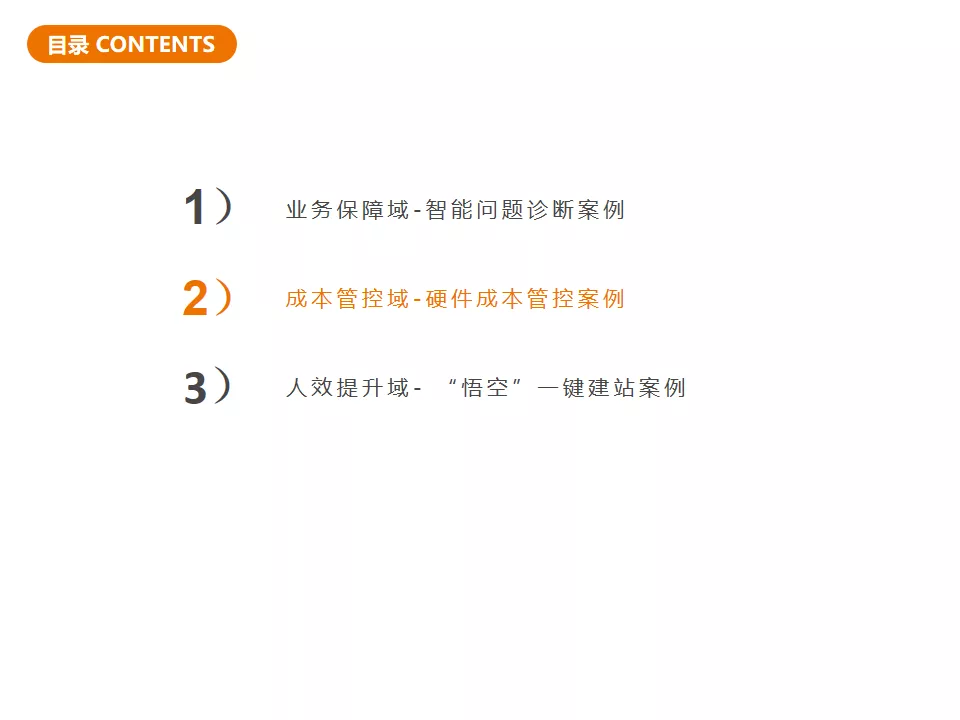 目录 CONTENTS
1） 业务保障域-智能问题诊断案例
2） 成本管控域-硬件成本管控案例
3） 人效提升域- “悟空”一键建站案例